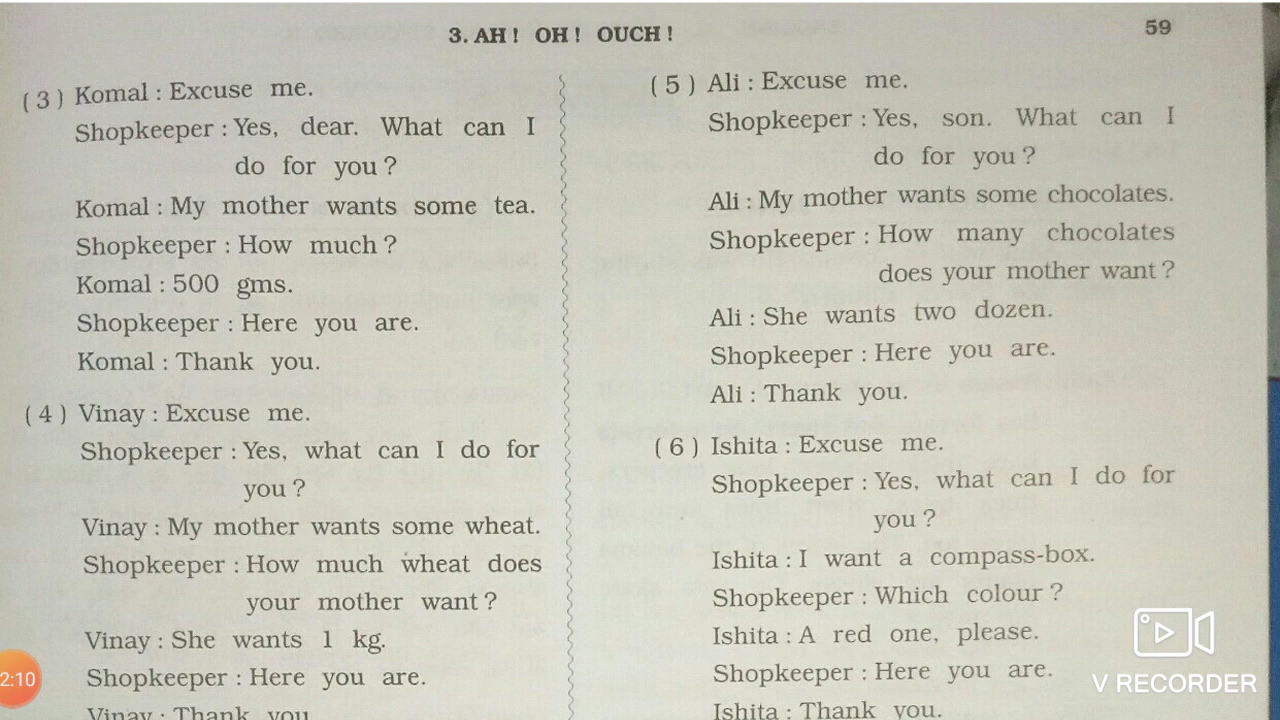 3. AH! OH! OUCH!
59
(3) Komal : Excuse me.
Shopkeeper : Yes, dear. What can I
do for you?
Komal : My mother wants some tea.
Shopkeeper : How much?
Komal : 500 gms.
Shopkeeper : Here you are.
Komal : Thank you.
(4) Vinay : Excuse me.
Shopkeeper : Yes, what can I do for
you?
Vinay : My mother wants some wheat.
Shopkeeper : How much wheat does
your mother want?
Vinay : She wants 1 kg.
Shopkeeper : Here you are.
Vinay : Thank you
(5) Ali : Excuse me.
Shopkeeper : Yes, son. What can I
do for you?
Ali : My mother wants some chocolates.
Shopkeeper : How many chocolates
does your mother want?
Ali : She wants two dozen.
Shopkeeper : Here you are.
Ali : Thank you.
(6) Ishita : Excuse me.
Shopkeeper : Yes, what can I do for
you?
Ishita : I want a compass-box.
Shopkeeper : Which colour?
Ishita : A red one, please.
Shopkeeper : Here you are.
Ishita : Thank you.
2:10
V RECORDER